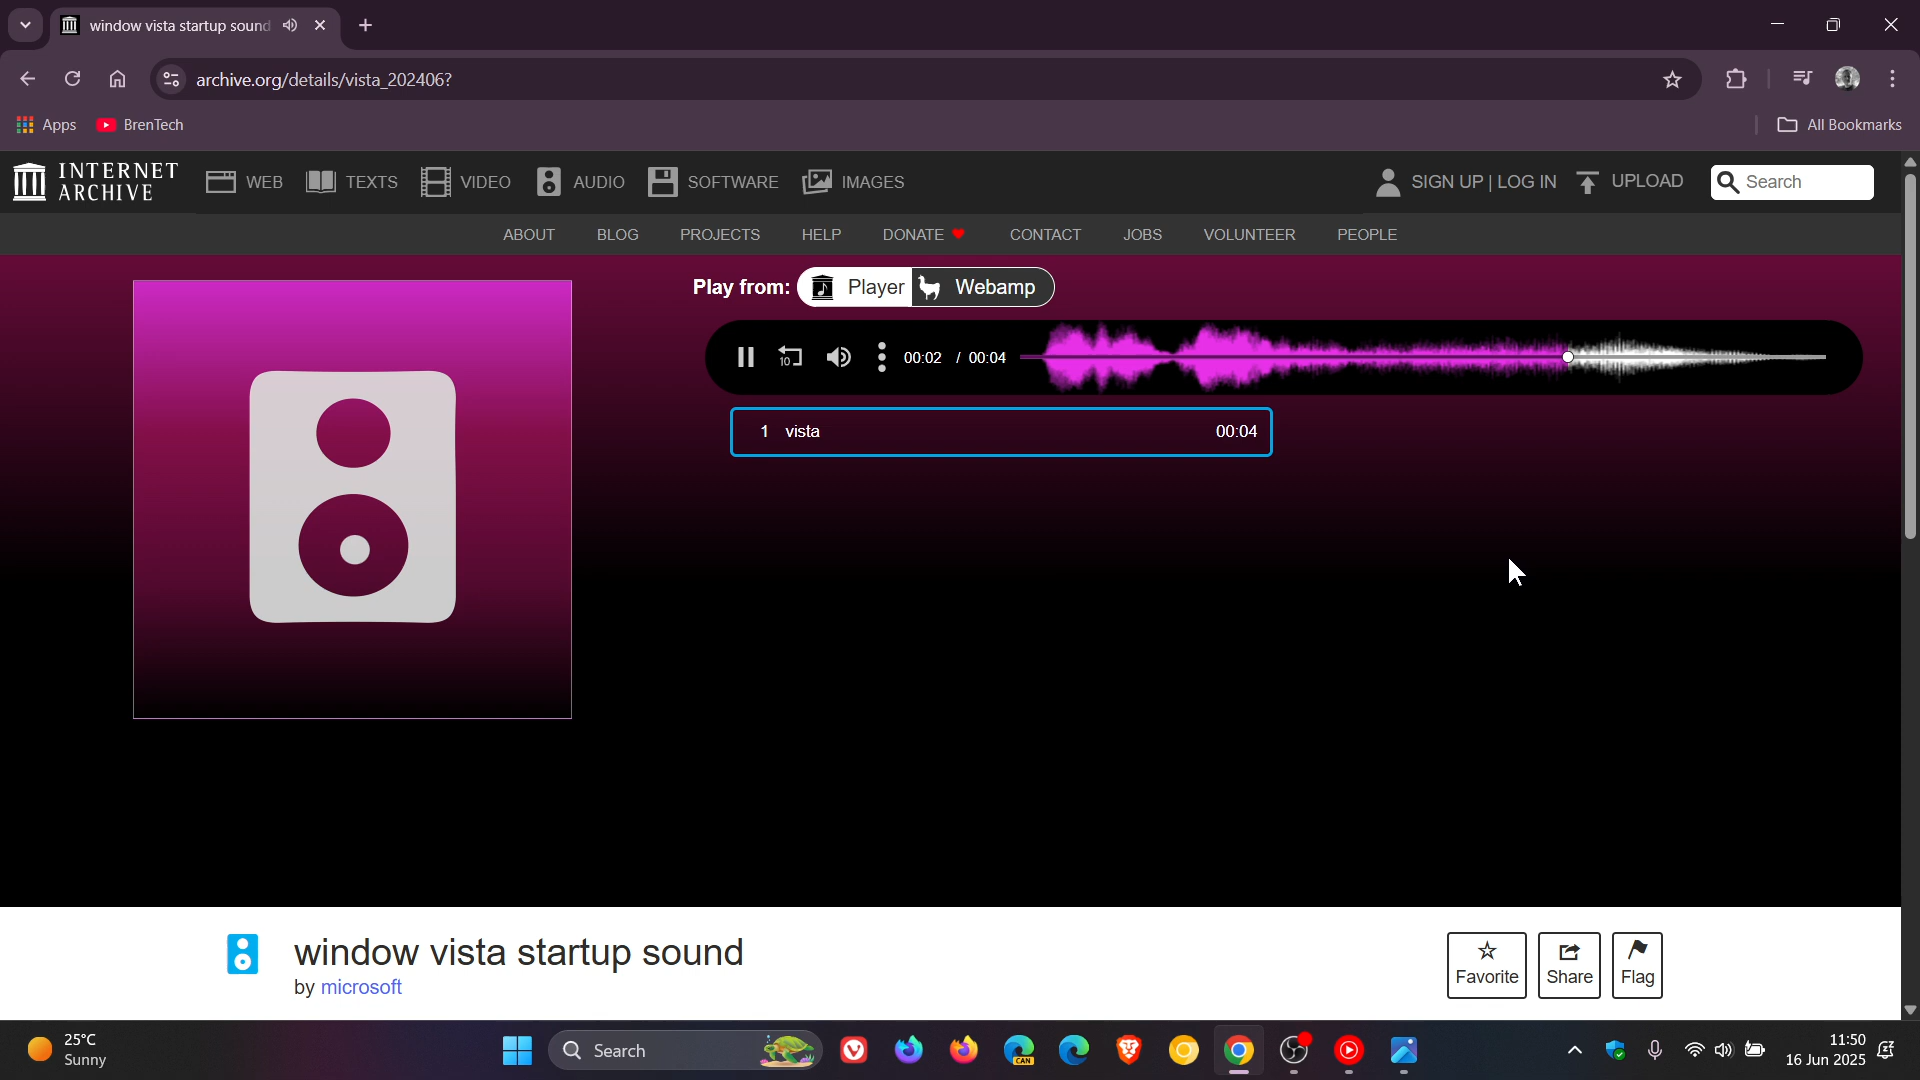 window vista startup sound
archive.org/details/vista_202406?
Apps BrenTech All Bookmarks
INTERNET ARCHIVE WEB TEXTS VIDEO AUDIO SOFTWARE IMAGES SIGN UP | LOG IN UPLOAD Search
ABOUT BLOG PROJECTS HELP DONATE CONTACT JOBS VOLUNTEER PEOPLE
Play from: Player Webamp
10 00:02 / 00:04
1 vista 00:04
window vista startup sound
by microsoft
Favorite Share Flag
25°C
Sunny
Search
CAN
11:50
16 Jun 2025